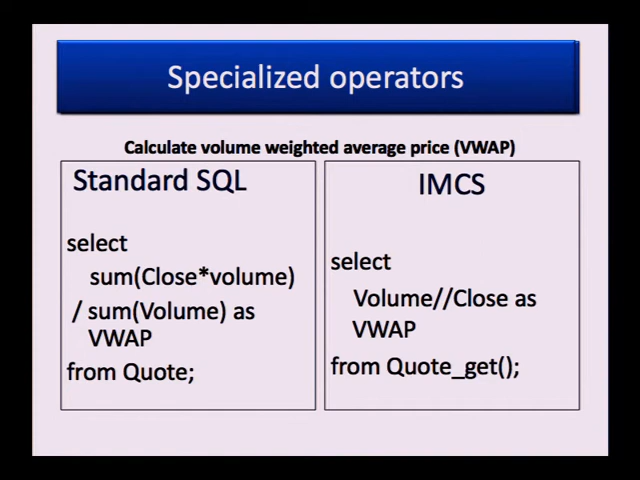 Specialized operators
Calculate volume weighted average price (VWAP)
Standard SQL
select
sum(Close*volume)
/ sum(Volume) as
VWAP
from Quote;
IMCS
select
Volume//Close as
VWAP
from Quote_get();